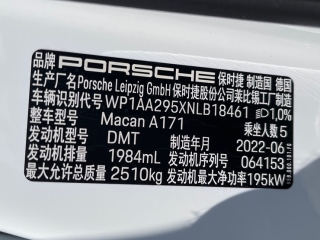 品牌 PORSCHE 保时捷 制造国 德国
生产厂名 Porsche Leipzig GmbH 保时捷股份公司莱比锡工厂 制造
车辆识别代号 WP1AA295XNLB18461 1,0%
整车型号 Macan A171 乘坐人数 5
发动机型号 DMT 制造年月 2022-06
发动机排量 1984mL 发动机序列号 064153
最大允许总质量 2510kg 发动机最大净功率 195kW